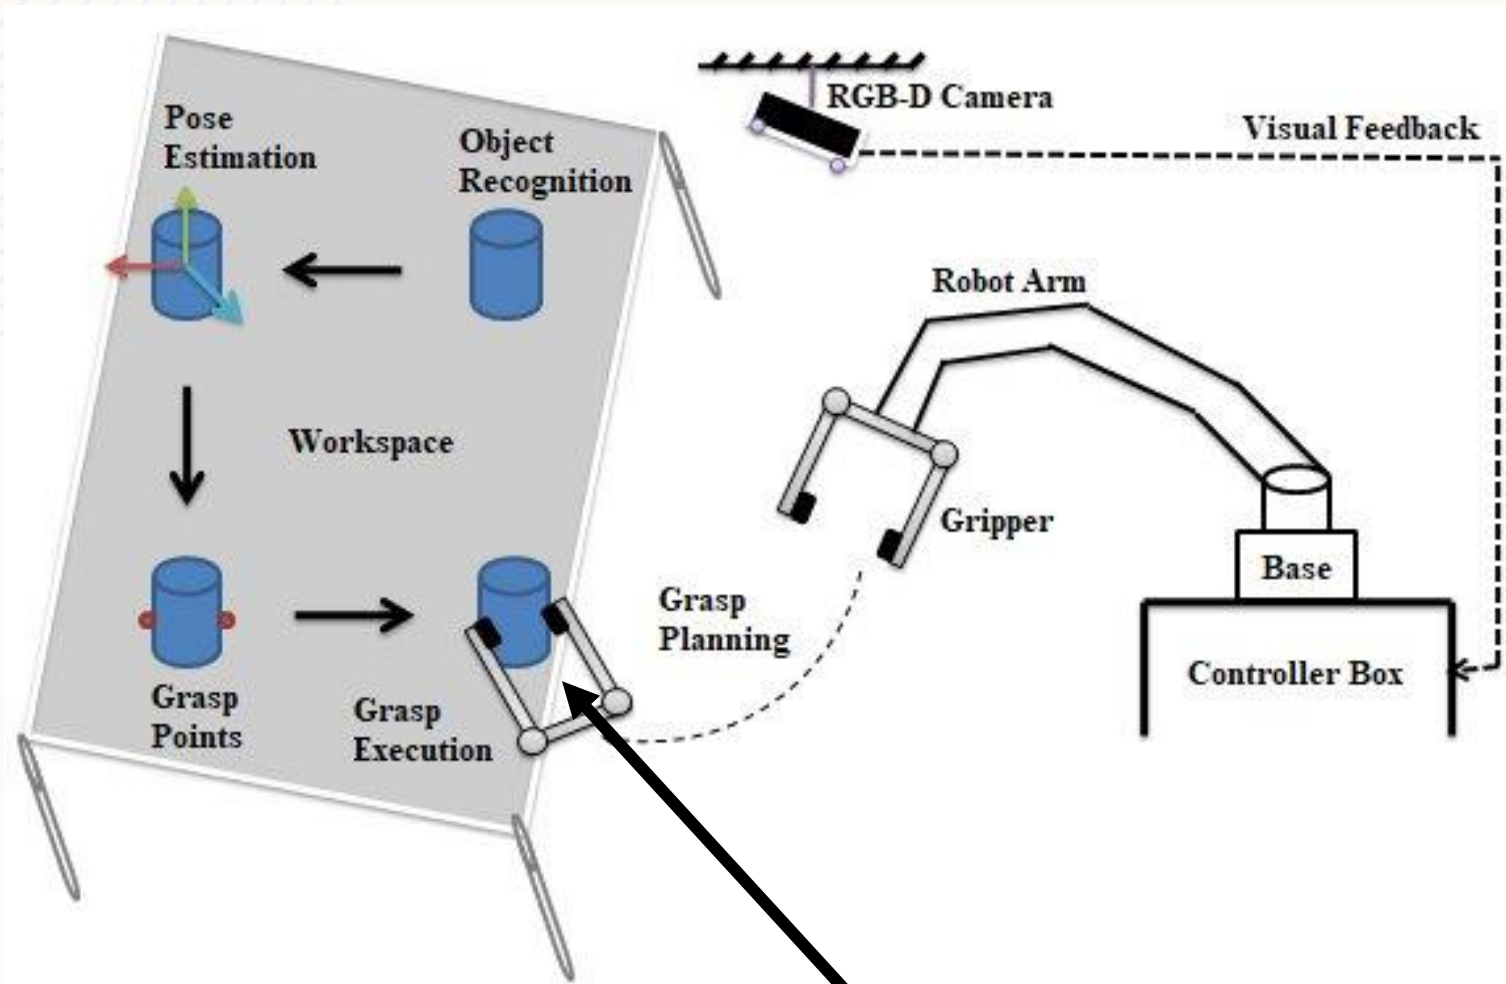 Pose
Estimation
Object
Recognition
RGB-D Camera
Visual Feedback
Robot Arm
Workspace
Gripper
Base
Grasp
Planning
Controller Box
Grasp
Points
Grasp
Execution